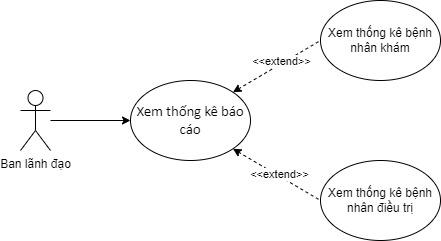 Xem thống kê bệnh
nhân khám
<<extend>>
Xem thống kê báo
cáo
Ban lãnh đạo
<<extend>>
Xem thống kê bệnh
nhân điều trị